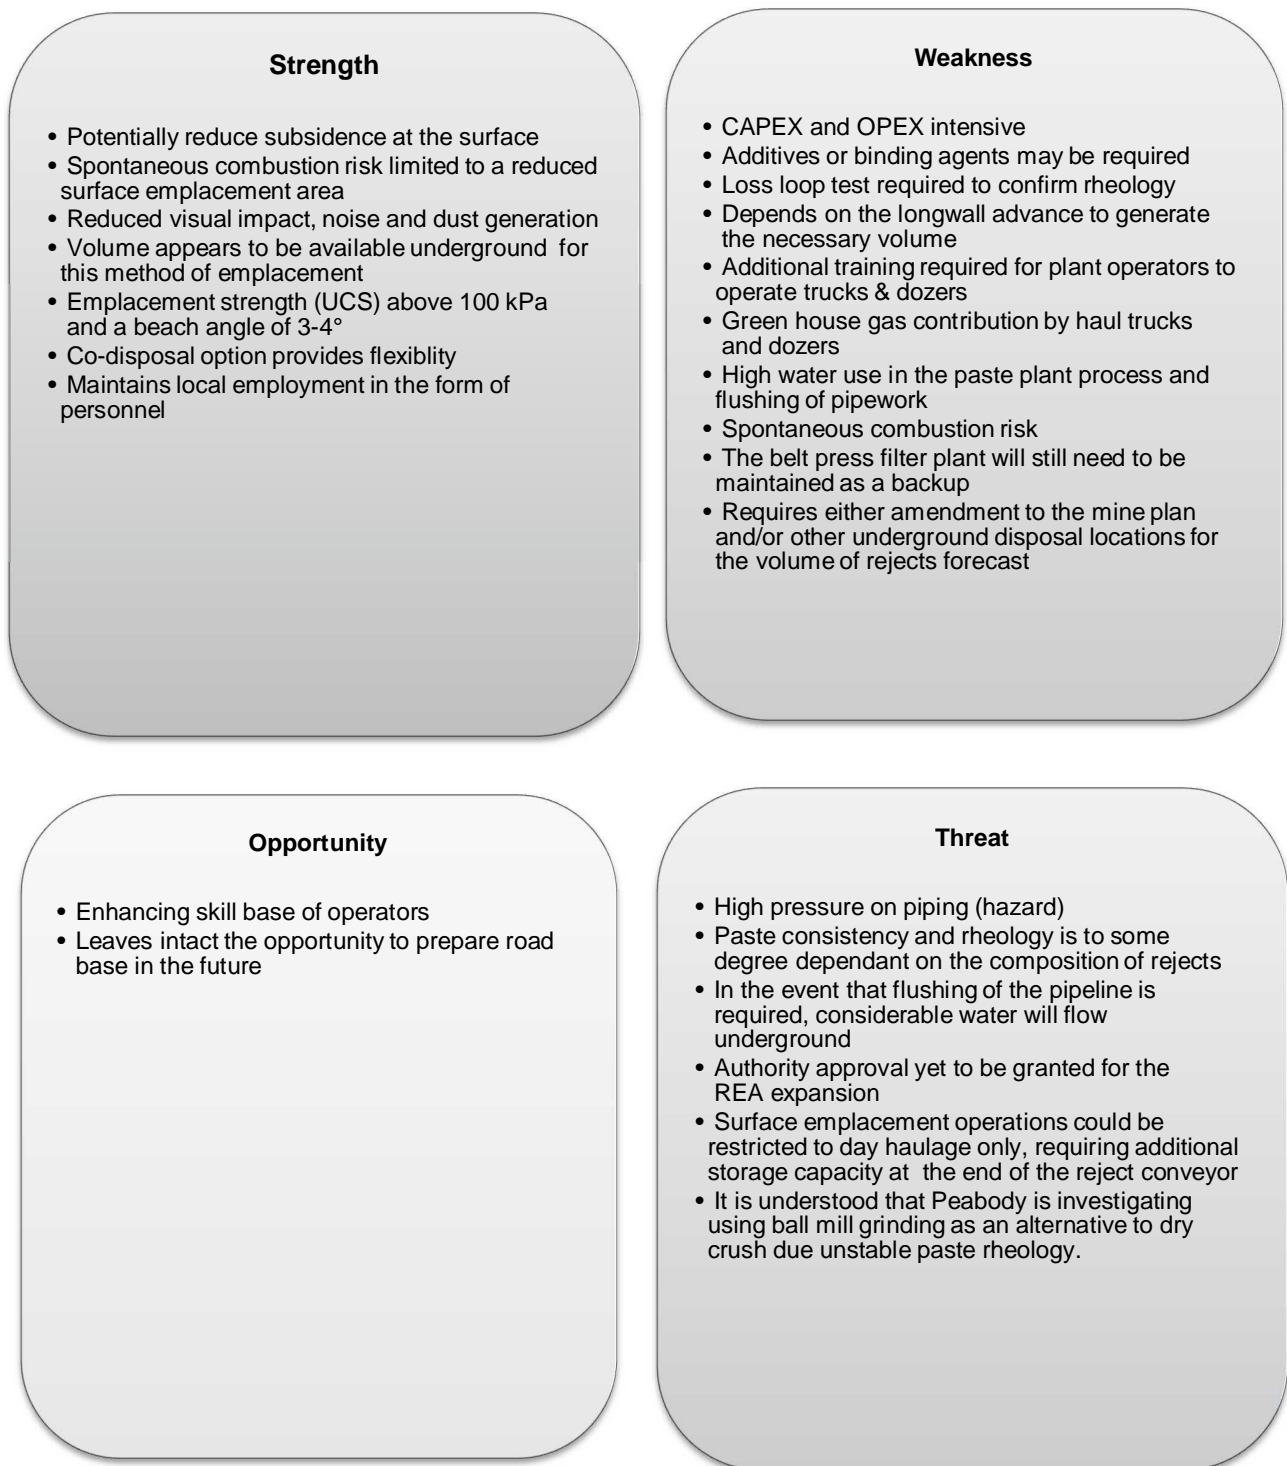 Strength
• Potentially reduce subsidence at the surface
• Spontaneous combustion risk limited to a reduced
surface emplacement area
• Reduced visual impact, noise and dust generation
• Volume appears to be available underground for
this method of emplacement
• Emplacement strength (UCS) above 100 kPa
and a beach angle of 3-4°
• Co-disposal option provides flexiblity
• Maintains local employment in the form of
personnel
Weakness
• CAPEX and OPEX intensive
• Additives or binding agents may be required
• Loss loop test required to confirm rheology
• Depends on the longwall advance to generate
the necessary volume
• Additional training required for plant operators to
operate trucks & dozers
• Green house gas contribution by haul trucks
and dozers
• High water use in the paste plant process and
flushing of pipework
• Spontaneous combustion risk
• The belt press filter plant will still need to be
maintained as a backup
• Requires either amendment to the mine plan
and/or other underground disposal locations for
the volume of rejects forecast
Opportunity
• Enhancing skill base of operators
• Leaves intact the opportunity to prepare road
base in the future
Threat
• High pressure on piping (hazard)
• Paste consistency and rheology is to some
degree dependant on the composition of rejects
• In the event that flushing of the pipeline is
required, considerable water will flow
underground
• Authority approval yet to be granted for the
REA expansion
• Surface emplacement operations could be
restricted to day haulage only, requiring additional
storage capacity at the end of the reject conveyor
• It is understood that Peabody is investigating
using ball mill grinding as an alternative to dry
crush due unstable paste rheology.